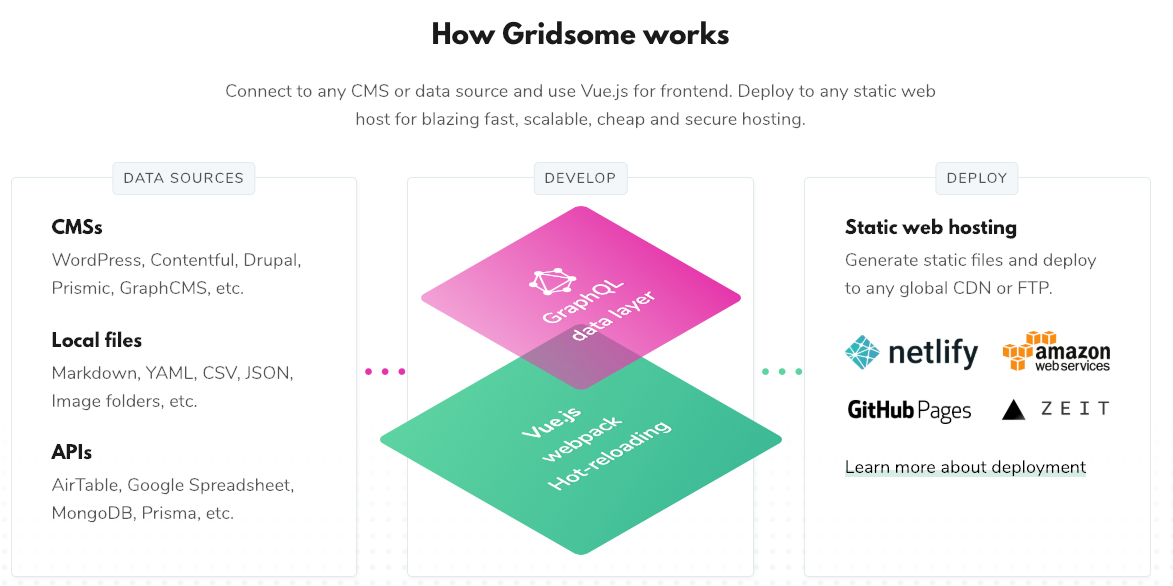 How Gridsome works
Connect to any CMS or data source and use Vue.js for frontend. Deploy to any static web
host for blazing fast, scalable, cheap and secure hosting.
DATA SOURCES
CMSs
WordPress, Contentful, Drupal,
Prismic, GraphCMS, etc.
Local files
Markdown, YAML, CSV, JSON,
Image folders, etc.
APIs
AirTable, Google Spreadsheet,
MongoDB, Prisma, etc.
DEVELOP
GraphQL
data layer
Vue.js
webpack
Hot-reloading
DEPLOY
Static web hosting
Generate static files and deploy
to any global CDN or FTP.
netlify
amazon
web services
GitHub Pages
ZEIT
Learn more about deployment